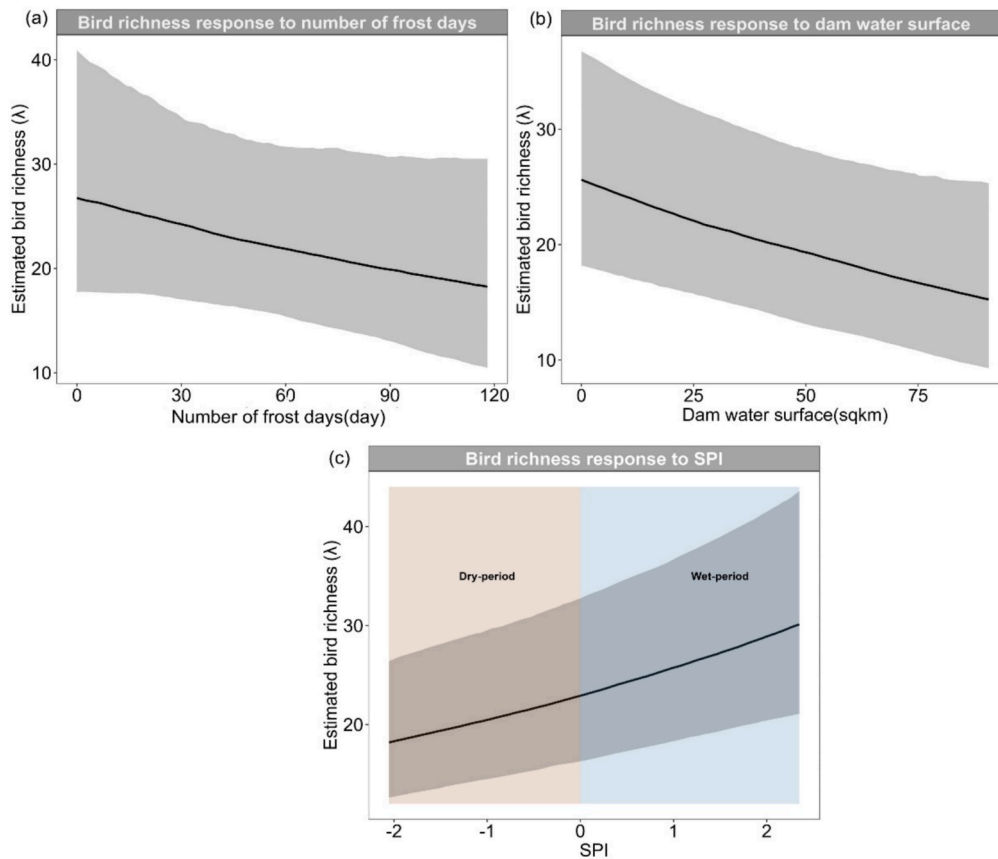 (a)
Bird richness response to number of frost days
Estimated bird richness (λ)
40
30
20
10
0 30 60 90 120
Number of frost days(day)
(b)
Bird richness response to dam water surface
Estimated bird richness (λ)
30
20
10
0 25 50 75
Dam water surface(sqkm)
(c)
Bird richness response to SPI
Estimated bird richness (λ)
40
30
20
Dry-period
Wet-period
-2 -1 0 1 2
SPI